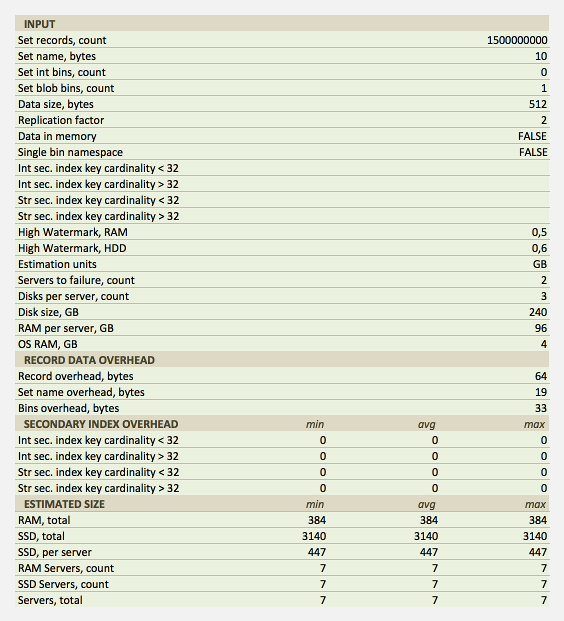 INPUT
Set records, count 1500000000
Set name, bytes 10
Set int bins, count 0
Set blob bins, count 1
Data size, bytes 512
Replication factor 2
Data in memory FALSE
Single bin namespace FALSE
Int sec. index key cardinality < 32
Int sec. index key cardinality > 32
Str sec. index key cardinality < 32
Str sec. index key cardinality > 32
High Watermark, RAM 0,5
High Watermark, HDD 0,6
Estimation units GB
Servers to failure, count 2
Disks per server, count 3
Disk size, GB 240
RAM per server, GB 96
OS RAM, GB 4
RECORD DATA OVERHEAD
Record overhead, bytes 64
Set name overhead, bytes 19
Bins overhead, bytes 33
SECONDARY INDEX OVERHEAD min avg max
Int sec. index key cardinality < 32 0 0 0
Int sec. index key cardinality > 32 0 0 0
Str sec. index key cardinality < 32 0 0 0
Str sec. index key cardinality > 32 0 0 0
ESTIMATED SIZE min avg max
RAM, total 384 384 384
SSD, total 3140 3140 3140
SSD, per server 447 447 447
RAM Servers, count 7 7 7
SSD Servers, count 7 7 7
Servers, total 7 7 7